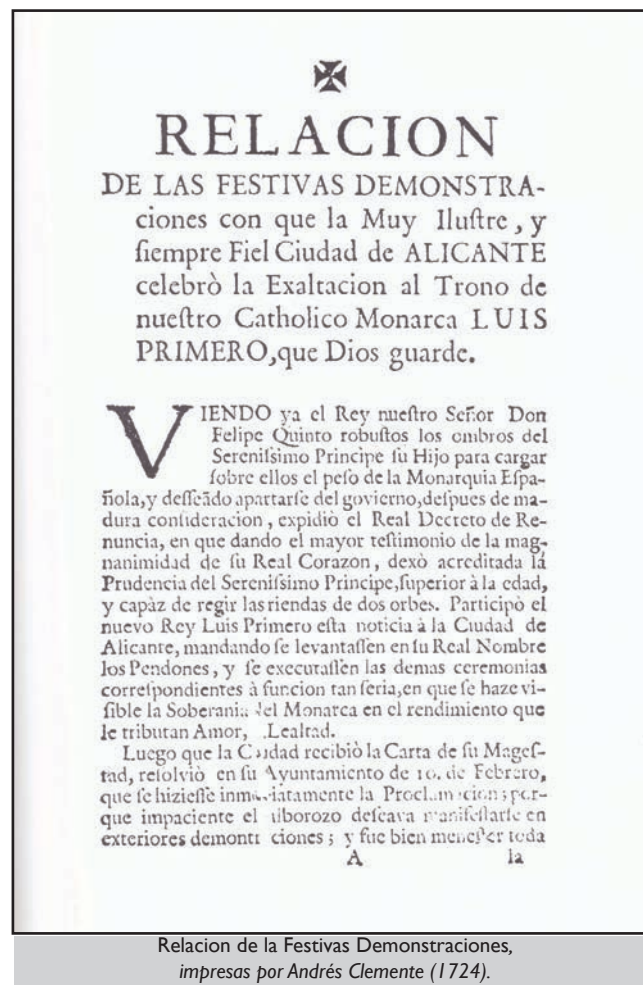 RELACION
DE LAS FESTIVAS DEMONSTRA-
ciones con que la Muy Iluſtre, y
ſiempre Fiel Ciudad de ALICANTE
celebrò la Exaltacion al Trono de
nueſtro Catholico Monarca LUIS
PRIMERO, que Dios guarde.
VIENDO ya el Rey nueſtro Señor Don
Felipe Quinto robuſtos los ombros del
Sereniſsimo Principe ſu Hijo para cargar
ſobre ellos el peſo de la Monarquia Eſpa-
ñola, y deſſeãdo apartarſe del govierno, deſpues de ma-
dura conſideracion, expidiò el Real Decreto de Re-
nuncia, en que dando el mayor teſtimonio de la mag-
nanimidad de ſu Real Corazon, dexò acreditada la
Prudencia del Sereniſsimo Principe, ſuperior à la edad,
y capàz de regir las riendas de dos orbes. Participò el
nuevo Rey Luis Primero eſta noticia à la Ciudad de
Alicante, mandando ſe levantaſſen en ſu Real Nombre
los Pendones, y ſe executaſſen las demas ceremonias
correſpondientes à funcion tan ſeria, en que ſe haze vi-
ſible la Soberania del Monarca en el rendimiento que
le tributan Amor, Lealtad.
Luego que la Ciudad recibiò la Carta de ſu Mageſ-
tad, reſolviò en ſu Ayuntamiento de 10. de Febrero,
que ſe hizieſſe inmediatamente la Proclamacion; por-
que impaciente el alborozo deſeava manifeſtarſe en
exteriores ; y fue bien meneſter toda
A la
Relacion de la Festivas Demonstraciones,
impresas por Andrés Clemente (1724).